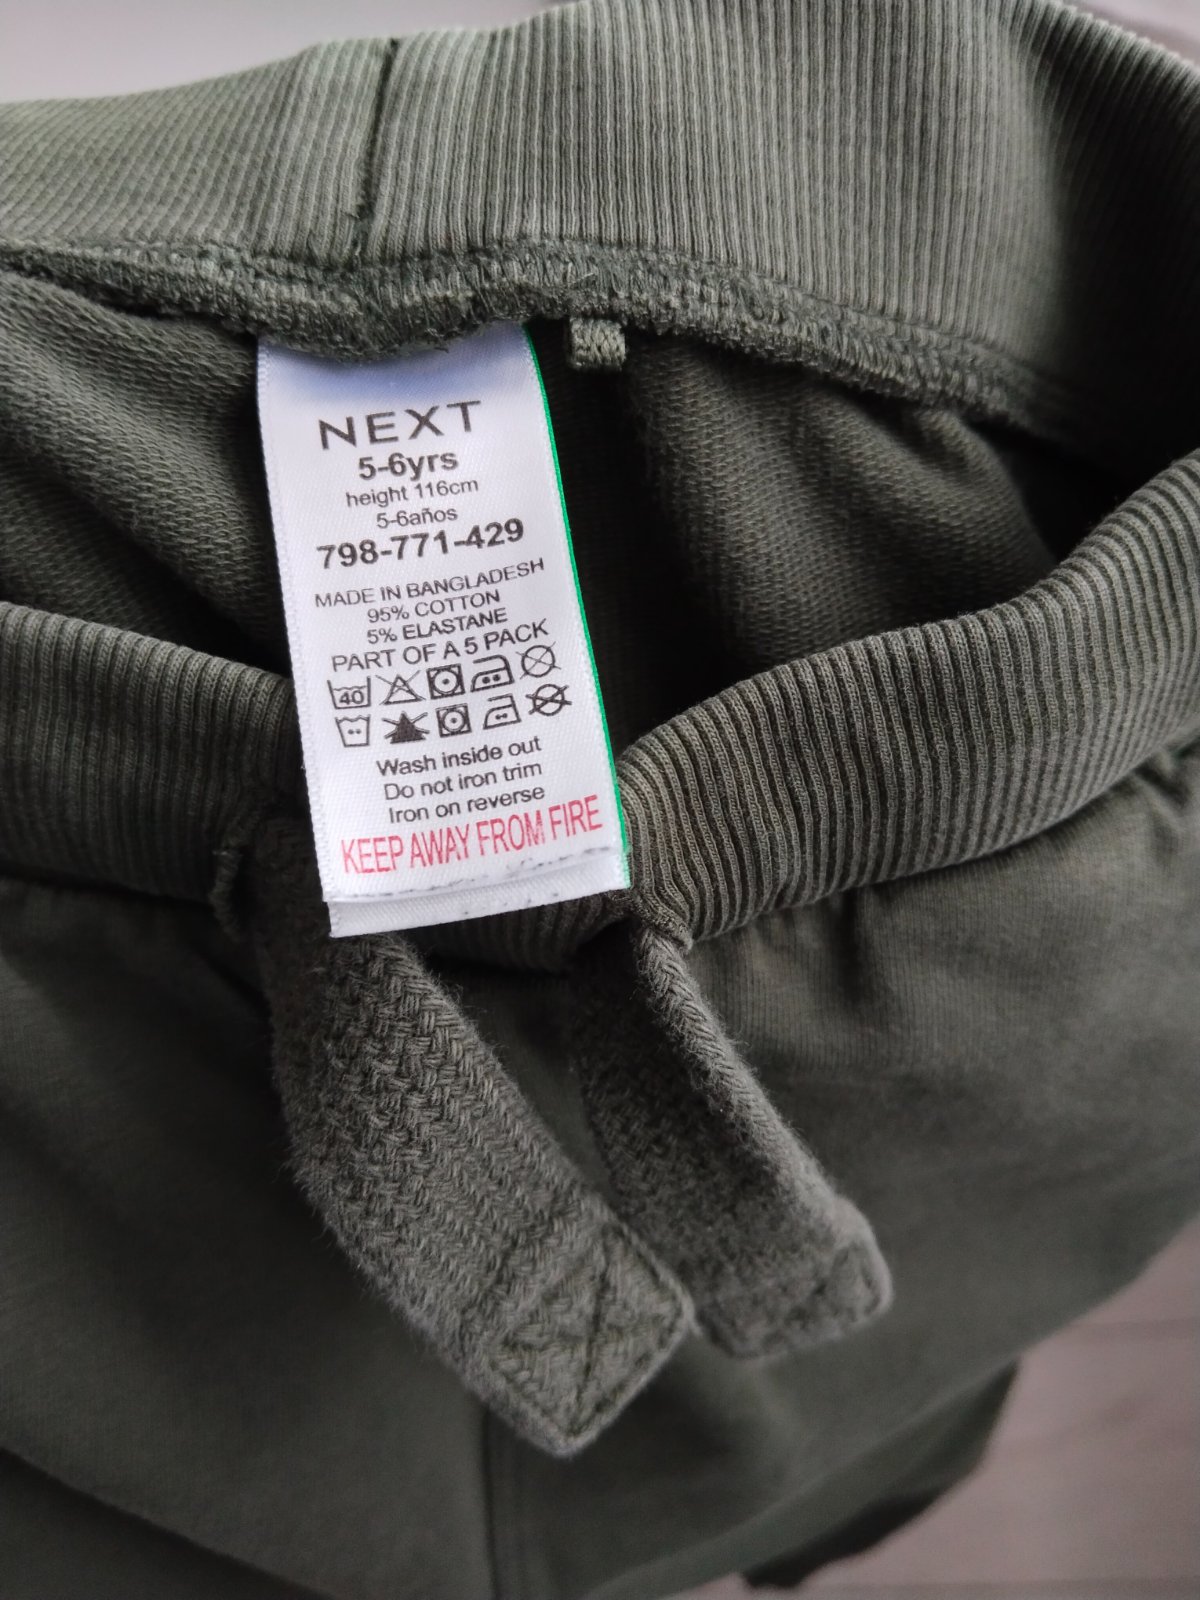 NEXT
5-6yrs
height 116cm
5-6años
798-771-429
MADE IN BANGLADESH
95% COTTON
5% ELASTANE
PART OF A 5 PACK
40
Wash inside out
Do not iron trim
Iron on reverse
KEEP AWAY FROM FIRE